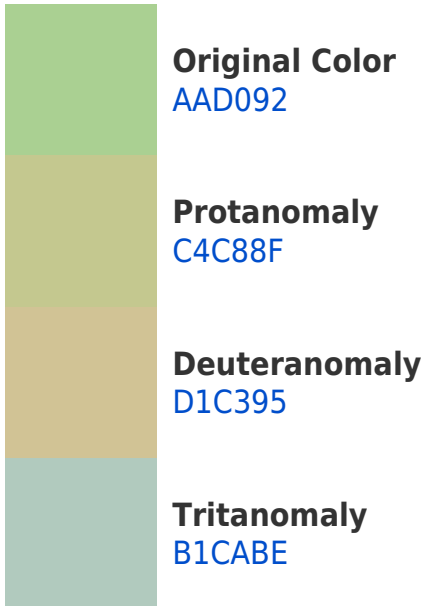 Original Color
AAD092
Protanomaly
C4C88F
Deuteranomaly
D1C395
Tritanomaly
B1CABE